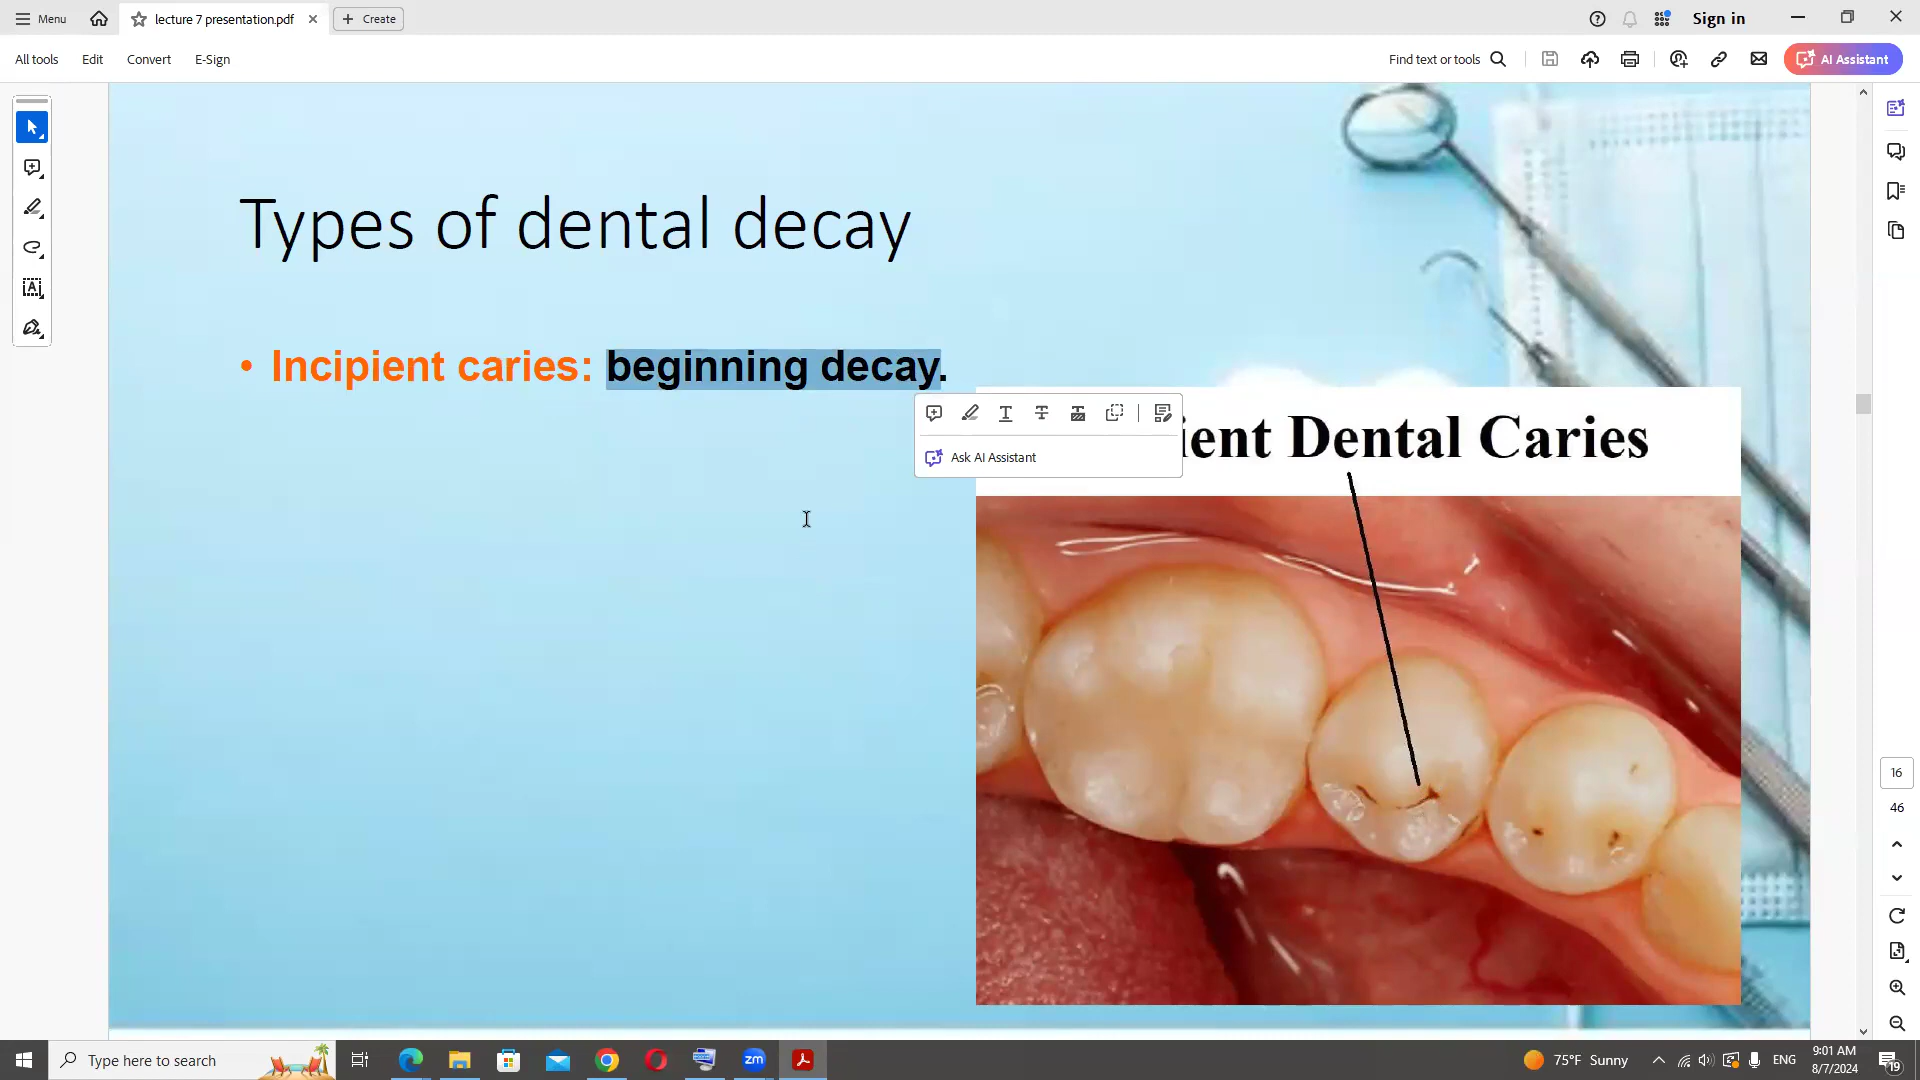 Menu
lecture 7 presentation.pdf
Create
Sign in
All tools
Edit
Convert
E-Sign
Find text or tools
AI Assistant
Types of dental decay
• Incipient caries: beginning decay.
Ask AI Assistant
ient Dental Caries
16
46
Type here to search
zm
75°F Sunny
ENG
9:01 AM
8/7/2024
19